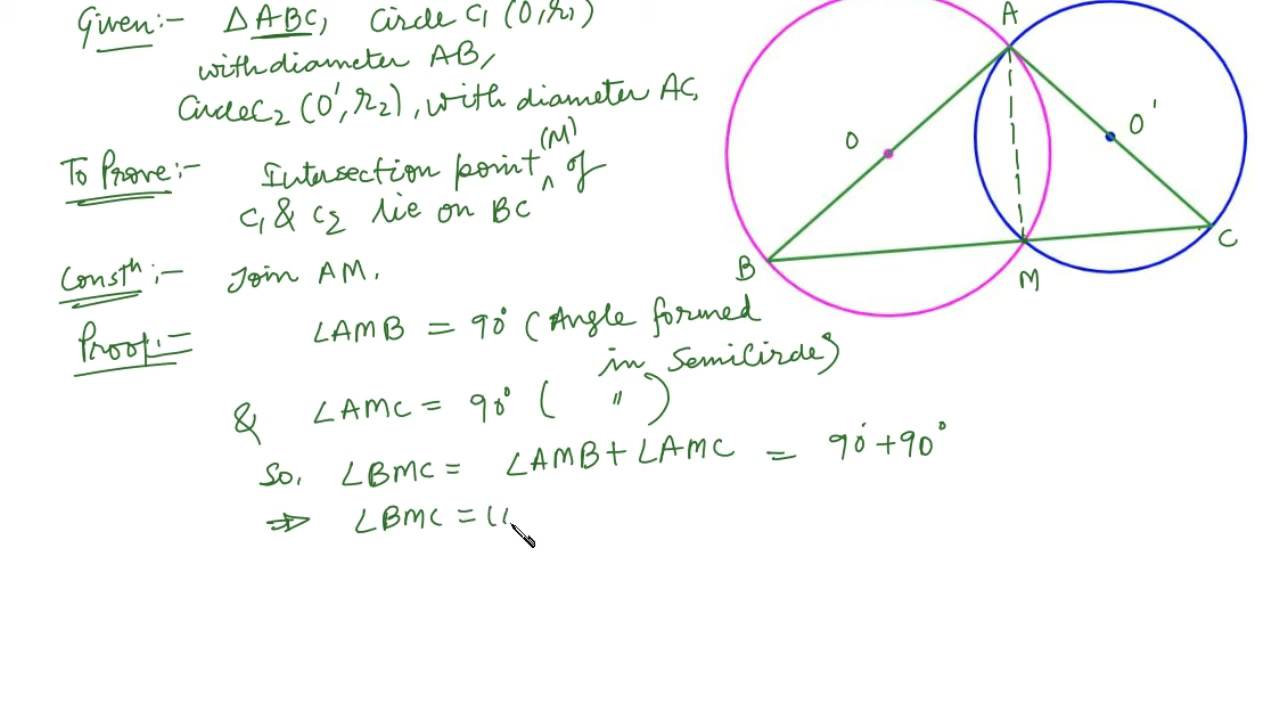 Given:- △ABC, Circle C1 (O, r1)
with diameter AB,
Circle C2 (O', r2), with diameter AC,
To Prove:- Intersection point (M) of
C1 & C2 lie on BC
Constn:- Join AM.
Proof:- ∠AMB = 90° (Angle formed
in Semicircle)
& ∠AMC = 90° ( " )
So, ∠BMC = ∠AMB + ∠AMC = 90° + 90°
⇒ ∠BMC =
A
O
O'
B
M
C